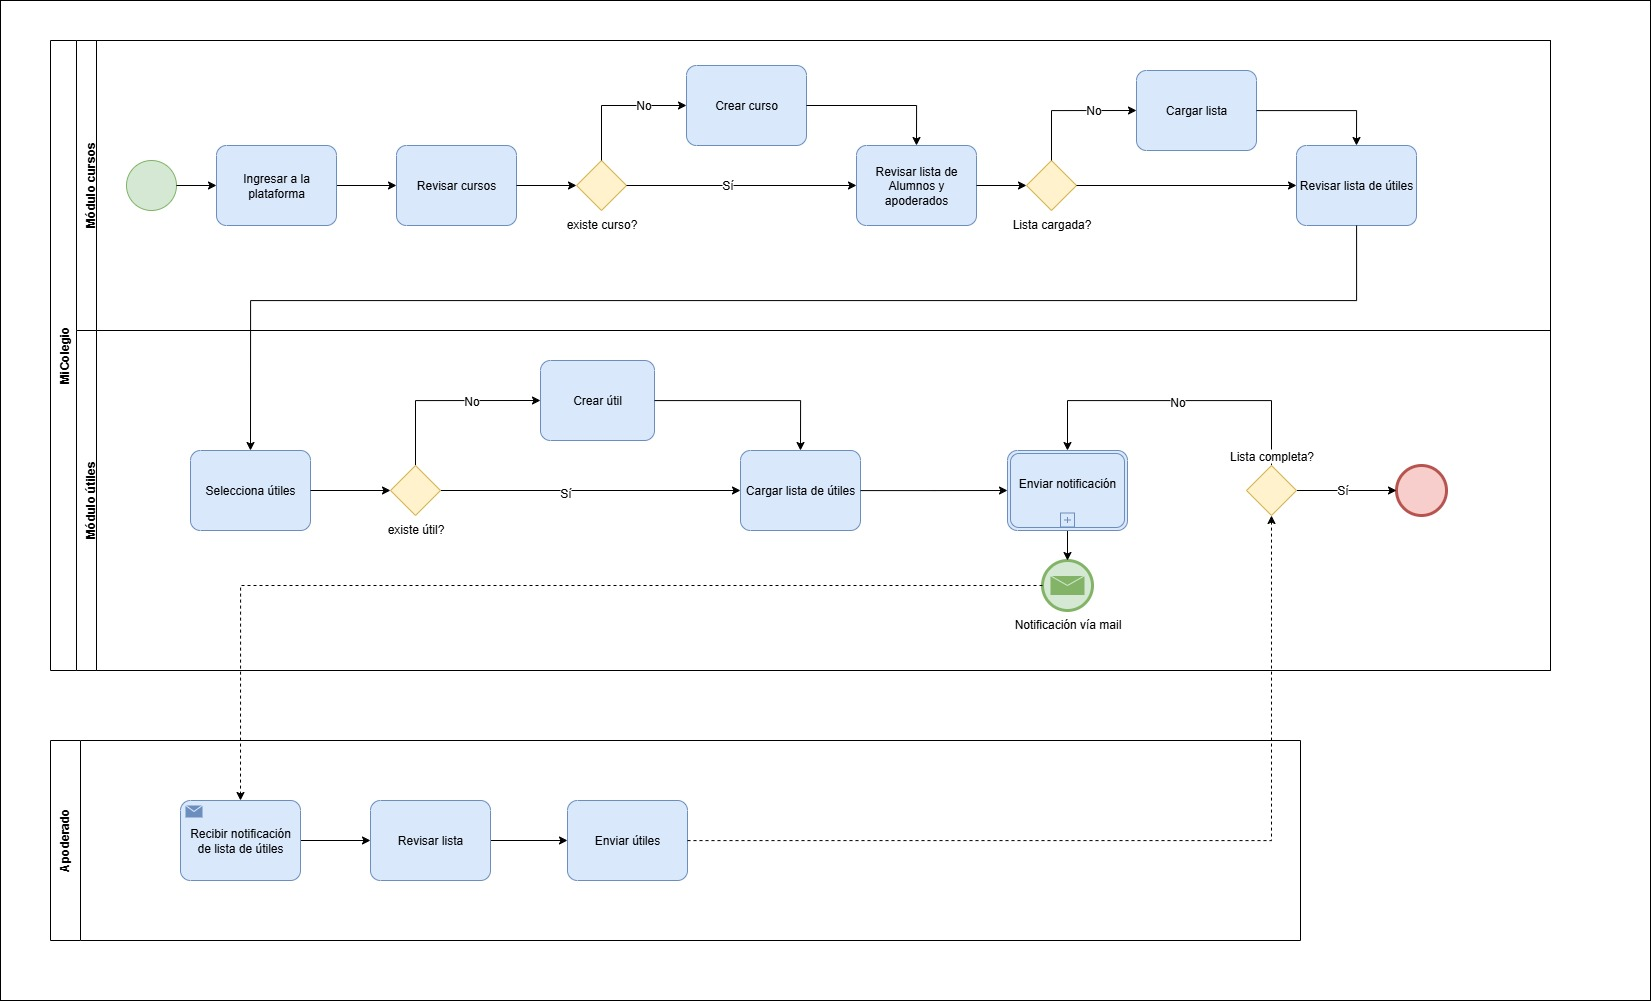 MiColegio
Módulo cursos
Ingresar a la
plataforma
Revisar cursos
existe curso?
No
Crear curso
Sí
Revisar lista de
Alumnos y
apoderados
Lista cargada?
No
Cargar lista
Revisar lista de útiles
Módulo útiles
Selecciona útiles
existe útil?
No
Crear útil
Sí
Cargar lista de útiles
Enviar notificación
Notificación vía mail
No
Lista completa?
Sí
Apoderado
Recibir notificación
de lista de útiles
Revisar lista
Enviar útiles